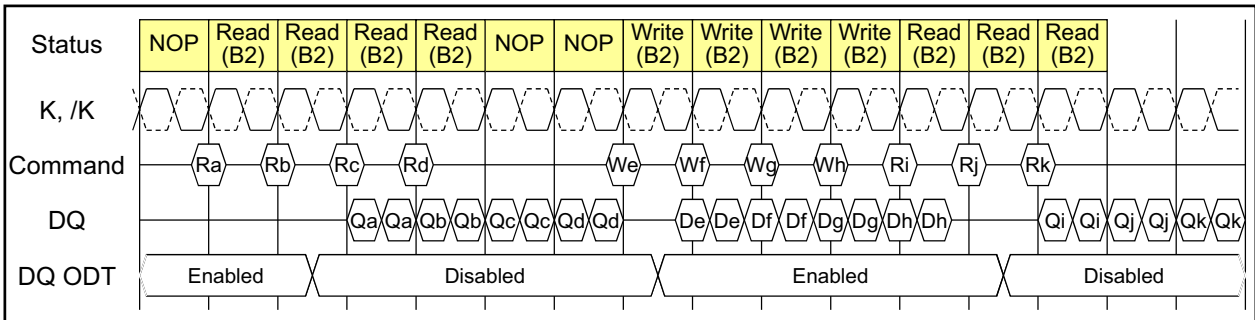 Status NOP Read (B2) Read (B2) Read (B2) Read (B2) NOP NOP Write (B2) Write (B2) Write (B2) Write (B2) Read (B2) Read (B2) Read (B2)
K, /K
Command Ra Rb Rc Rd We Wf Wg Wh Ri Rj Rk
DQ Qa Qa Qb Qb Qc Qc Qd Qd De De Df Df Dg Dg Dh Dh Qi Qi Qj Qj Qk Qk
DQ ODT Enabled Disabled Enabled Disabled